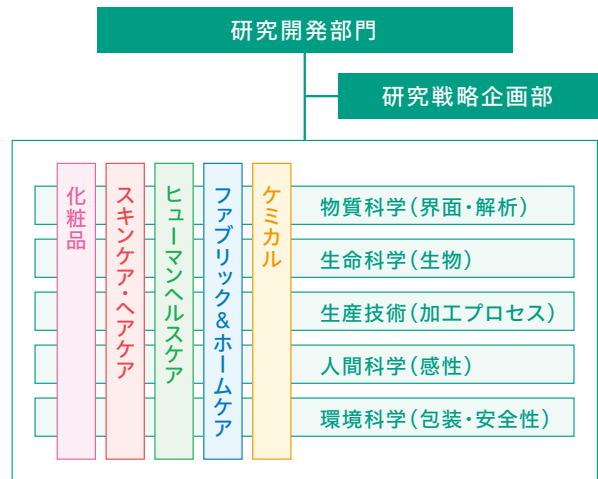 研究開発部門
研究戦略企画部
化粧品
スキンケア・ヘアケア
ヒューマンヘルスケア
ファブリック&ホームケア
ケミカル
物質科学(界面・解析)
生命科学(生物)
生産技術(加工プロセス)
人間科学(感性)
環境科学(包装・安全性)